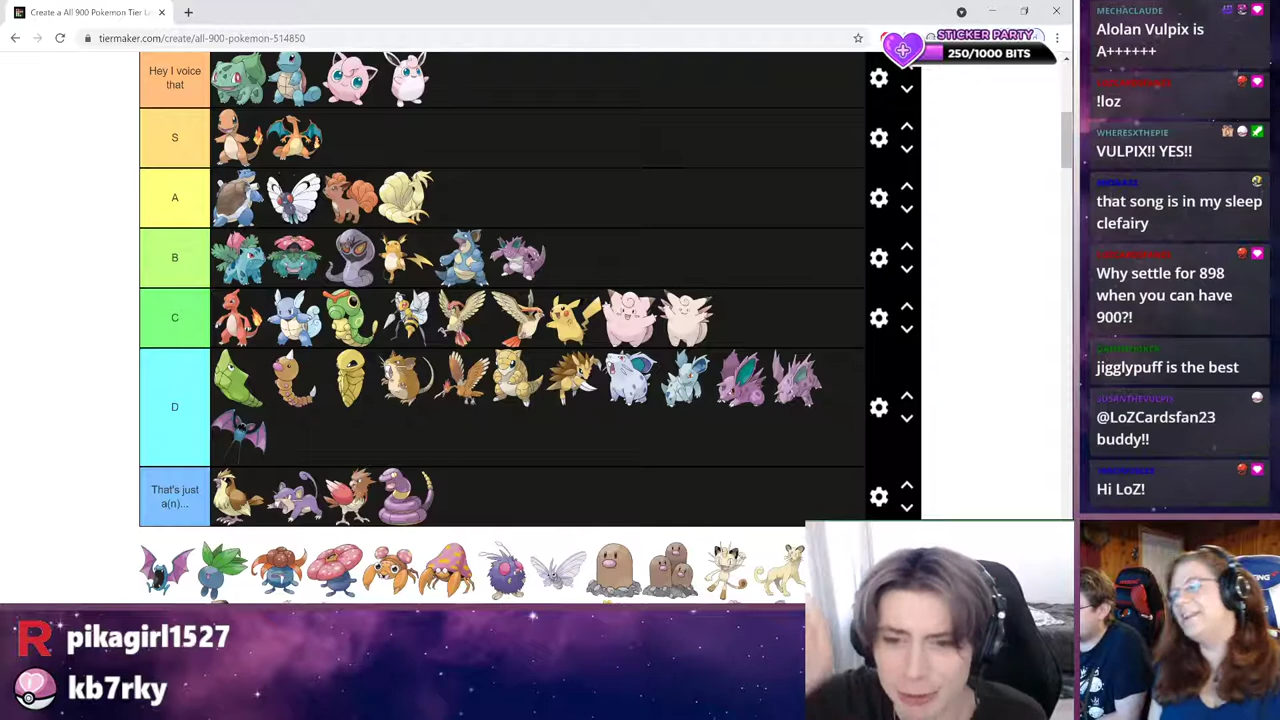 Create a All 900 Pokemon Tier Li
tiermaker.com/create/all-900-pokemon-514850
STICKER PARTY
250/1000 BITS
Hey I voice
that
S
A
B
C
D
That's just
a(n)...
MECHACLAUDE
Alolan Vulpix is
A++++++
!loz
WHERESXTHEPIE
VULPIX!! YES!!
that song is in my sleep
clefairy
Why settle for 898
when you can have
900?!
jigglypuff is the best
SUSANTHEVULPIX
@LoZCardsfan23
buddy!!
Hi LoZ!
R pikagirl1527
kb7rky